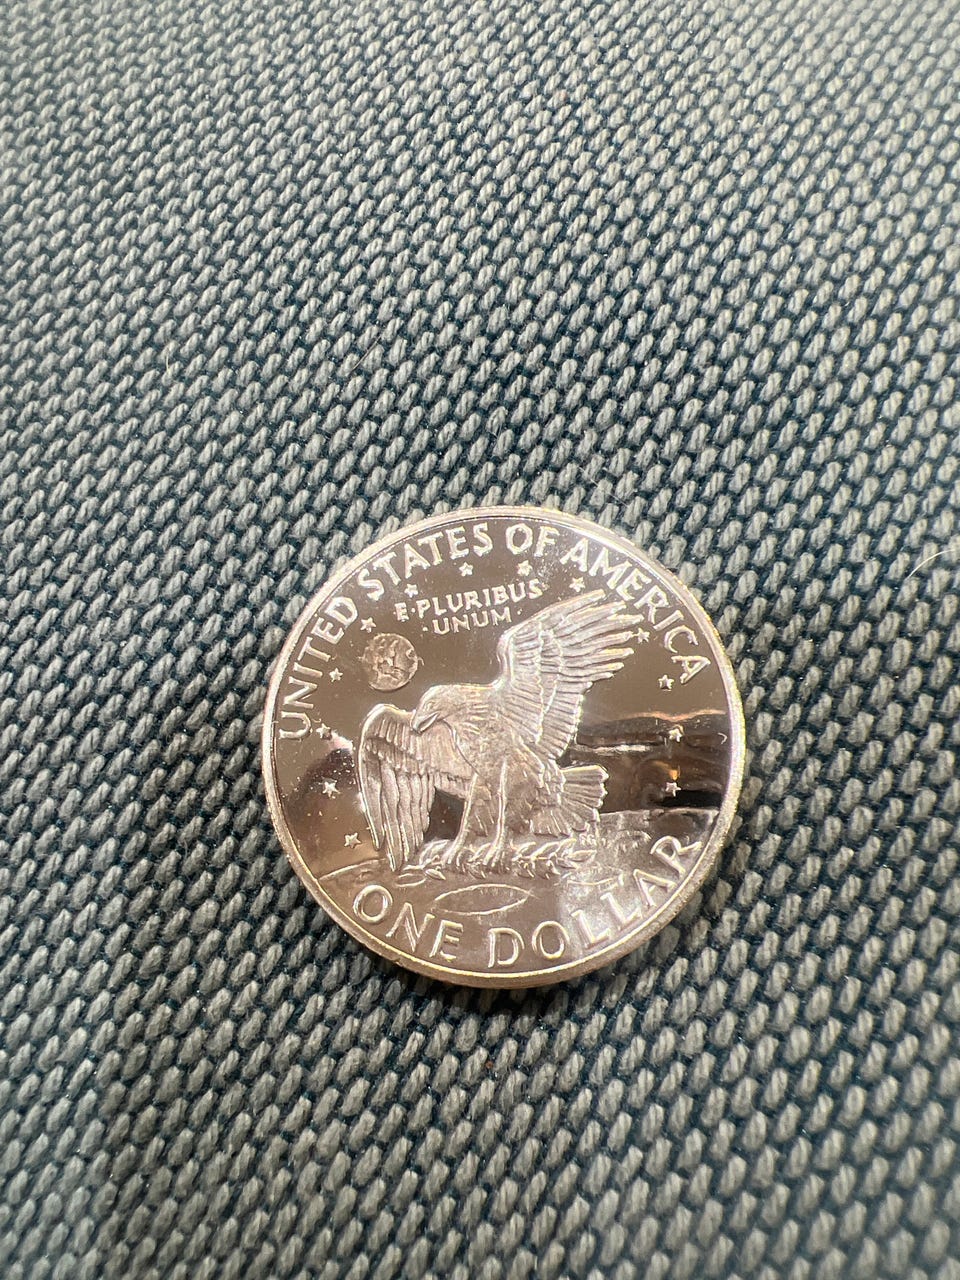 UNITED STATES OF AMERICA
E·PLURIBUS
·UNUM·
ONE DOLLAR